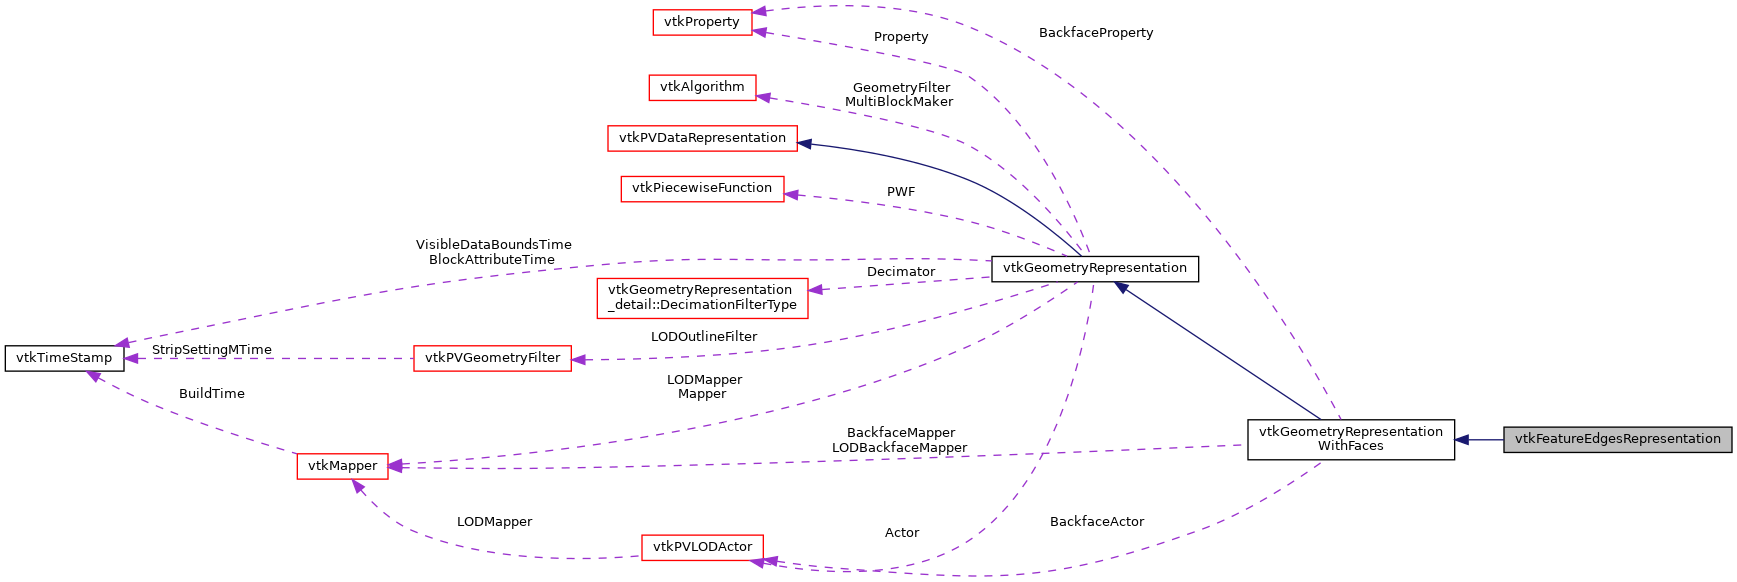 vtkProperty
BackfaceProperty
Property
vtkAlgorithm
GeometryFilter
MultiBlockMaker
vtkPVDataRepresentation
vtkPiecewiseFunction
PWF
VisibleDataBoundsTime
BlockAttributeTime
vtkGeometryRepresentation
Decimator
vtkGeometryRepresentation
_detail::DecimationFilterType
LODOutlineFilter
vtkTimeStamp
StripSettingMTime
vtkPVGeometryFilter
BuildTime
LODMapper
Mapper
BackfaceMapper
LODBackfaceMapper
vtkGeometryRepresentation
WithFaces
vtkFeatureEdgesRepresentation
vtkMapper
LODMapper
Actor
BackfaceActor
vtkPVLODActor